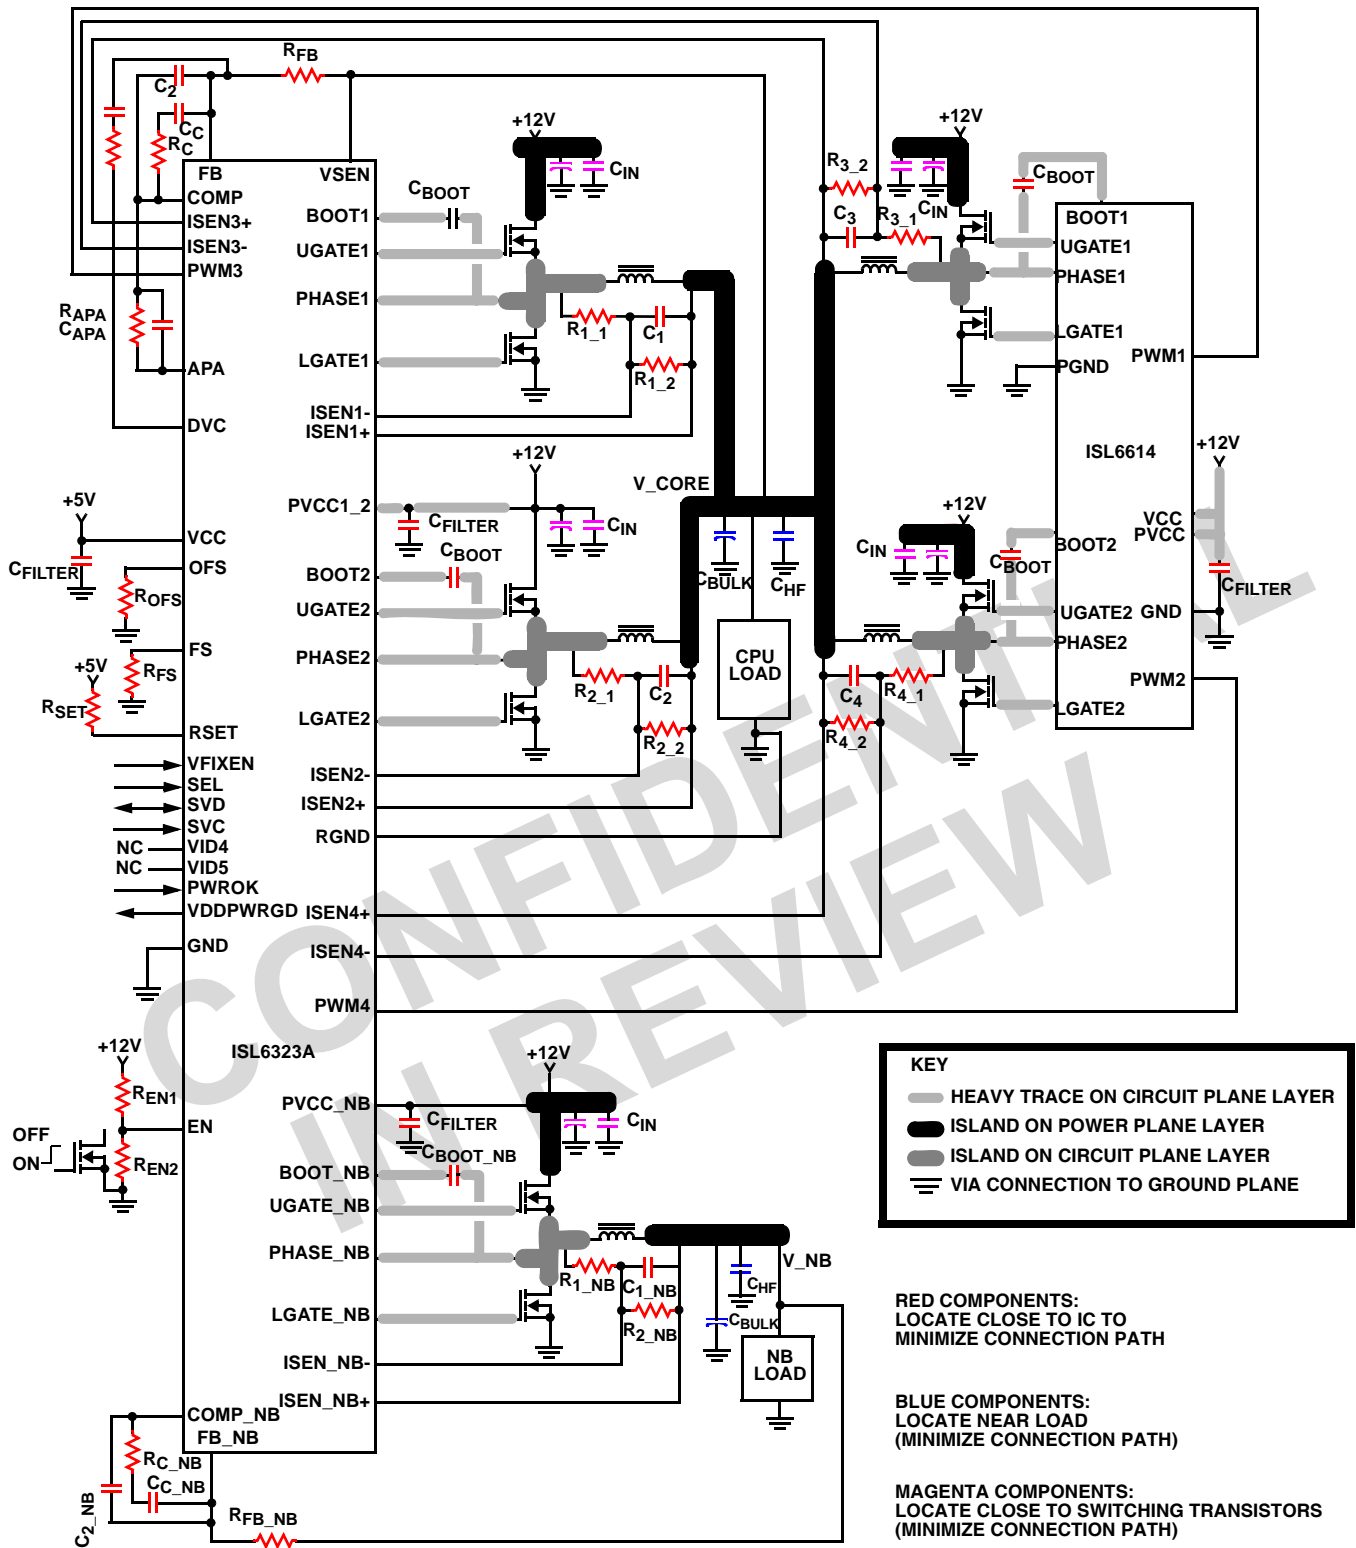 RFB
C2
CC
RC
FB
VSEN
COMP
ISEN3+
ISEN3-
PWM3
RAPA
CAPA
APA
DVC
+5V
VCC
CFILTER
OFS
ROFS
FS
RFS
+5V
RSET
RSET
VFIXEN
SEL
SVD
SVC
NC
VID4
NC
VID5
PWROK
VDDPWRGD
GND
ISL6323A
+12V
REN1
EN
OFF
ON
REN2
COMP_NB
FB_NB
RC_NB
CC_NB
C2_NB
RFB_NB
BOOT1
UGATE1
PHASE1
LGATE1
ISEN1-
ISEN1+
PVCC1_2
BOOT2
UGATE2
PHASE2
LGATE2
ISEN2-
ISEN2+
RGND
ISEN4+
ISEN4-
PWM4
PVCC_NB
BOOT_NB
UGATE_NB
PHASE_NB
LGATE_NB
ISEN_NB-
ISEN_NB+
+12V
CBOOT
CIN
R1_1
C1
R1_2
+12V
CFILTER
CIN
CBOOT
R2_1
C2
R2_2
V_CORE
CBULK
CHF
CPU
LOAD
+12V
CFILTER
CIN
CBOOT_NB
R1_NB
C1_NB
R2_NB
V_NB
CHF
CBULK
NB
LOAD
R3_2
C3
R3_1
+12V
CIN
CBOOT
BOOT1
UGATE1
PHASE1
LGATE1
PGND
PWM1
ISL6614
+12V
VCC
PVCC
CFILTER
GND
+12V
CIN
CBOOT
BOOT2
UGATE2
PHASE2
LGATE2
PWM2
C4
R4_1
R4_2
CONFIDENTIAL
IN REVIEW
KEY
HEAVY TRACE ON CIRCUIT PLANE LAYER
ISLAND ON POWER PLANE LAYER
ISLAND ON CIRCUIT PLANE LAYER
VIA CONNECTION TO GROUND PLANE
RED COMPONENTS:
LOCATE CLOSE TO IC TO
MINIMIZE CONNECTION PATH
BLUE COMPONENTS:
LOCATE NEAR LOAD
(MINIMIZE CONNECTION PATH)
MAGENTA COMPONENTS:
LOCATE CLOSE TO SWITCHING TRANSISTORS
(MINIMIZE CONNECTION PATH)